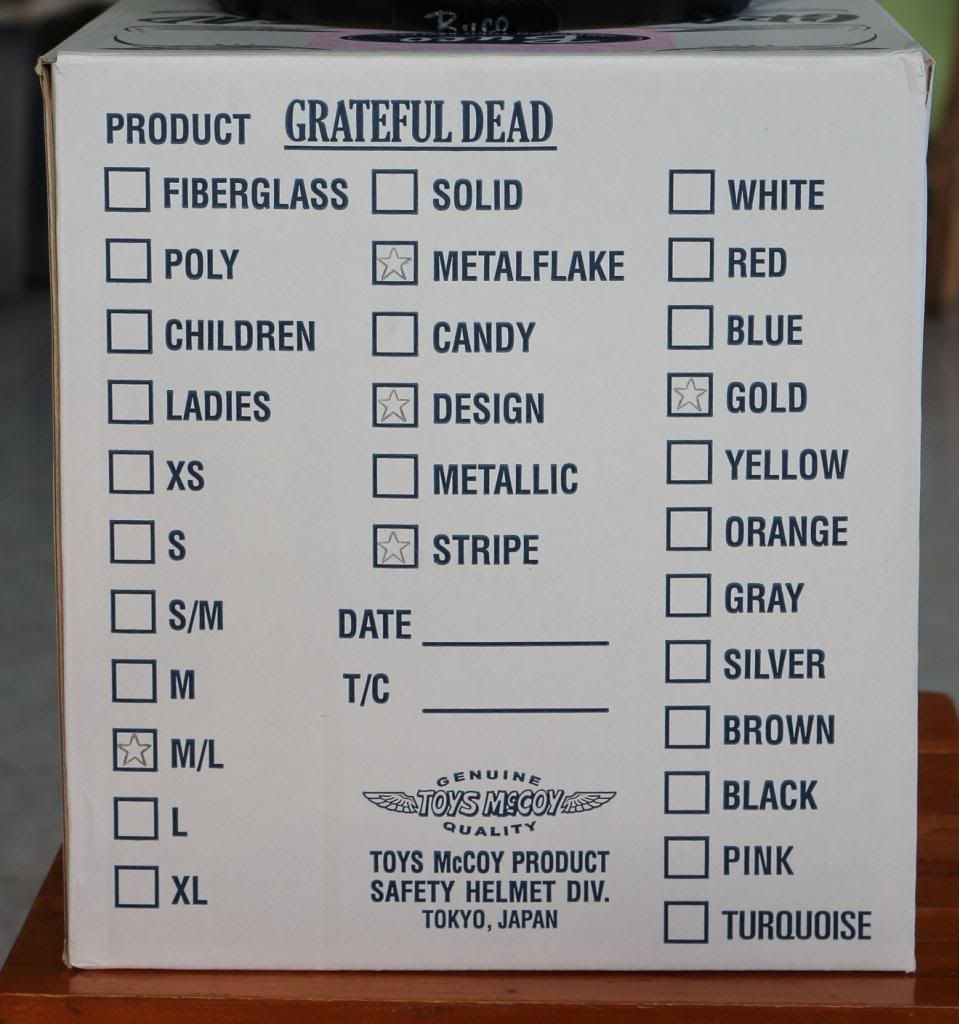 Buco
PRODUCT GRATEFUL DEAD
FIBERGLASS
POLY
CHILDREN
LADIES
XS
S
S/M
M
M/L
L
XL
SOLID
METALFLAKE
CANDY
DESIGN
METALLIC
STRIPE
DATE
T/C
WHITE
RED
BLUE
GOLD
YELLOW
ORANGE
GRAY
SILVER
BROWN
BLACK
PINK
TURQUOISE
GENUINE
TOYS McCOY
QUALITY
TOYS McCOY PRODUCT
SAFETY HELMET DIV.
TOKYO, JAPAN